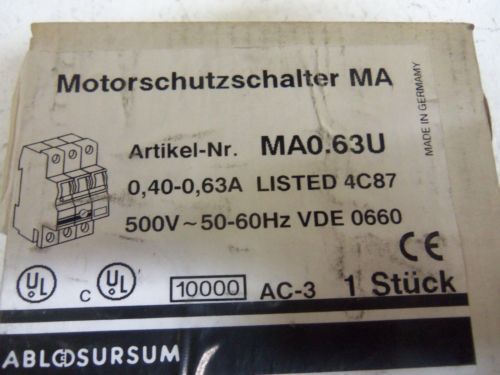 Motorschutzschalter MA
Artikel-Nr. MA0.63U
0,40-0,63A LISTED 4C87
500V ~ 50-60Hz VDE 0660
MADE IN GERMAMY
CE
UL
C UL
10000 AC-3 1 Stück
ABL SURSUM